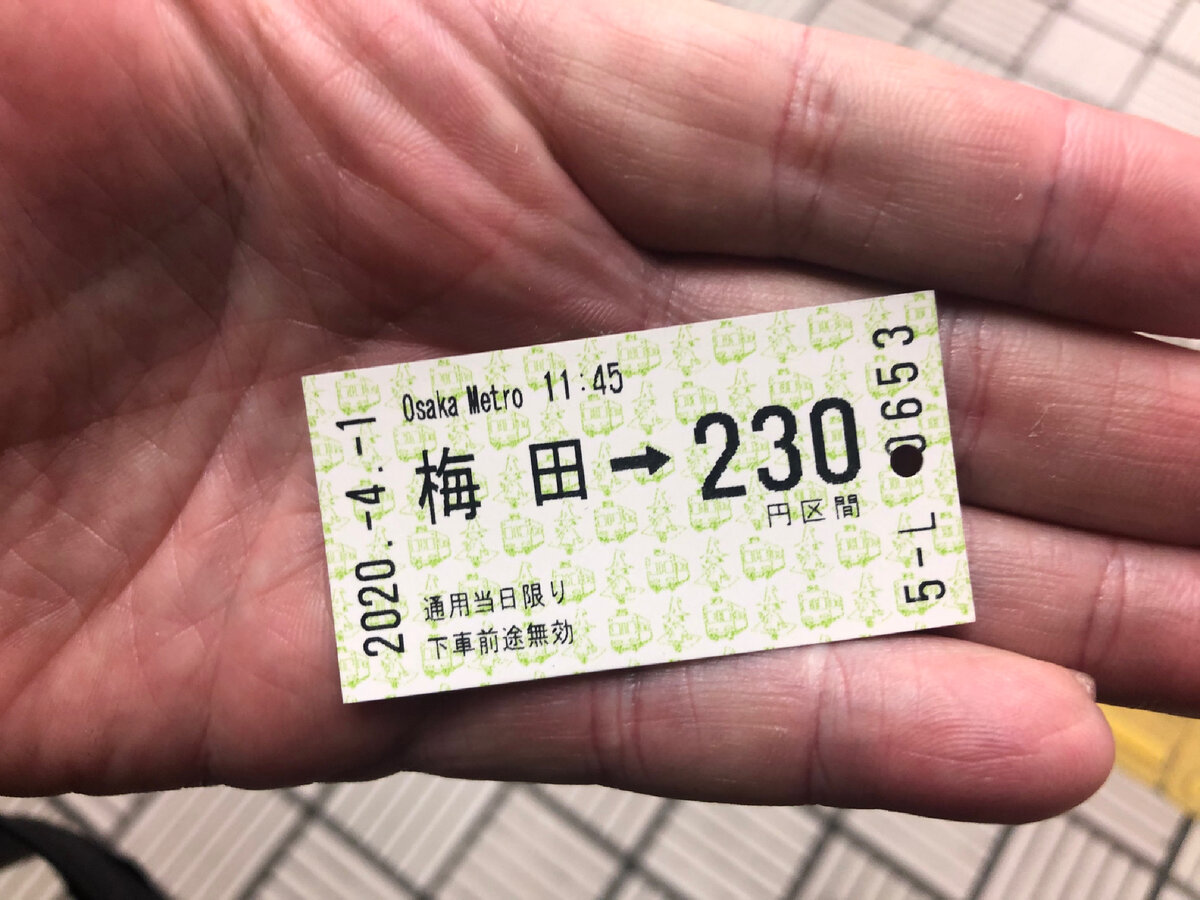 Osaka Metro 11:45
梅田→230
円区間
通用当日限り
下車前途無効
2020.-4.-1
5-L 0653